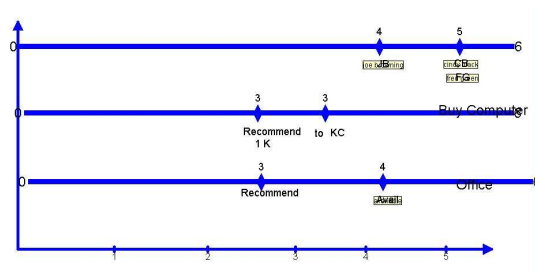 4 5
0 6
JB CB
FG
3 3
0 Buy Computer
Recommend to KC
1 K
3 4
0 Office
Recommend Avail
1 2 3 4 5